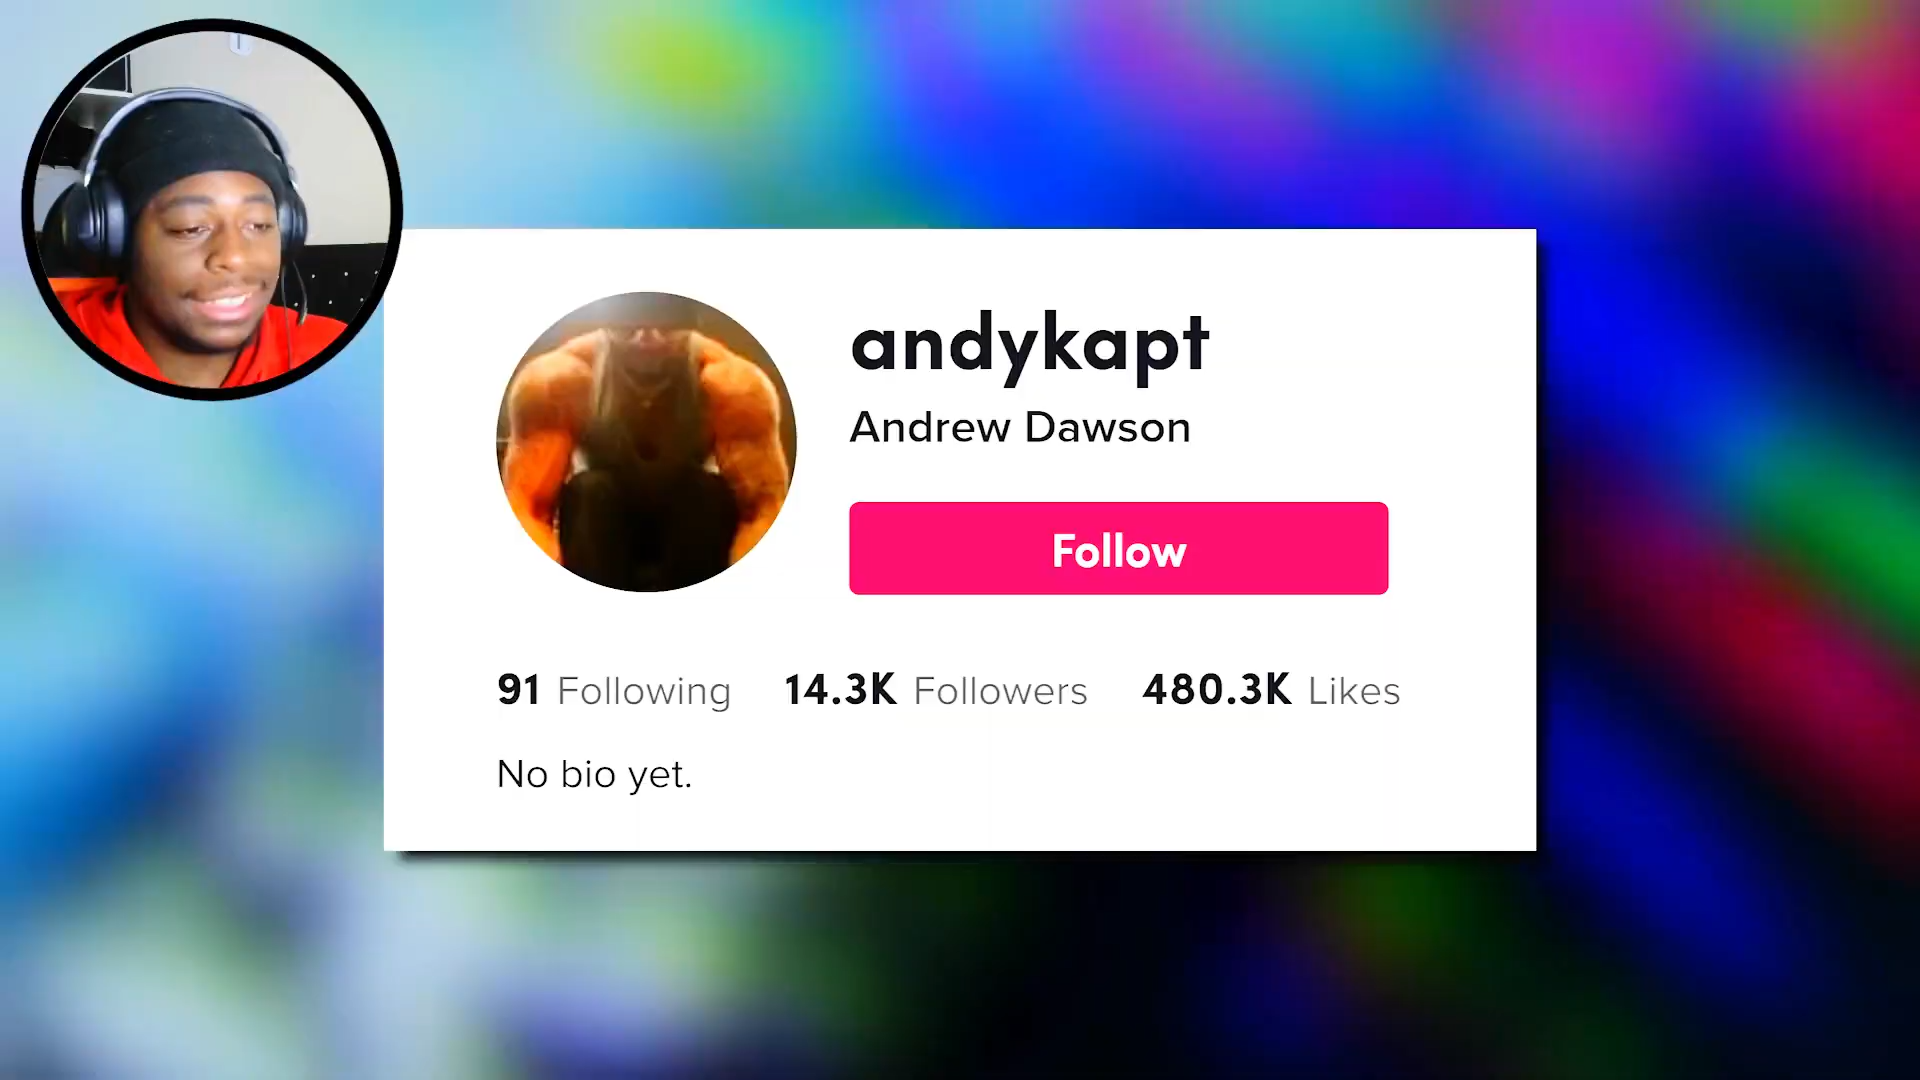 andykapt
Andrew Dawson
Follow
91 Following 14.3K Followers 480.3K Likes
No bio yet.